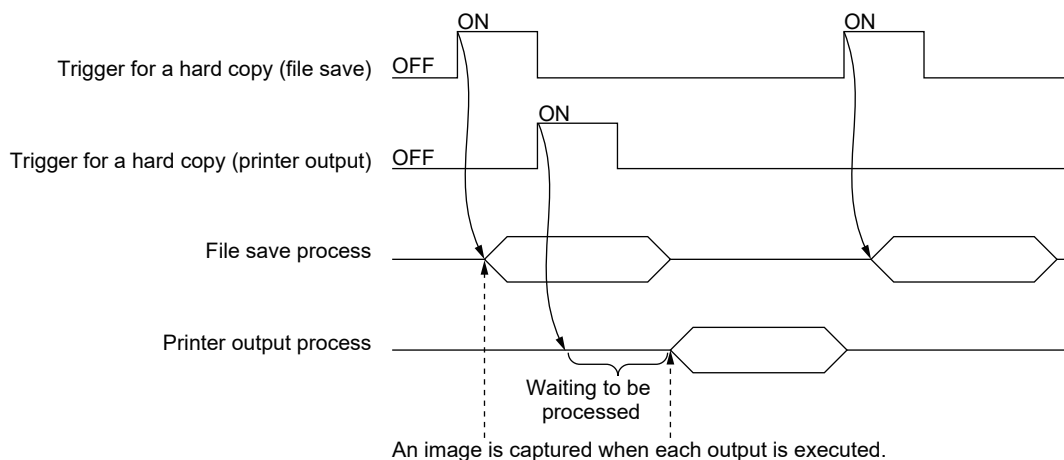 ON
ON
Trigger for a hard copy (file save)
OFF
ON
Trigger for a hard copy (printer output)
OFF
File save process
Printer output process
Waiting to be
processed
An image is captured when each output is executed.